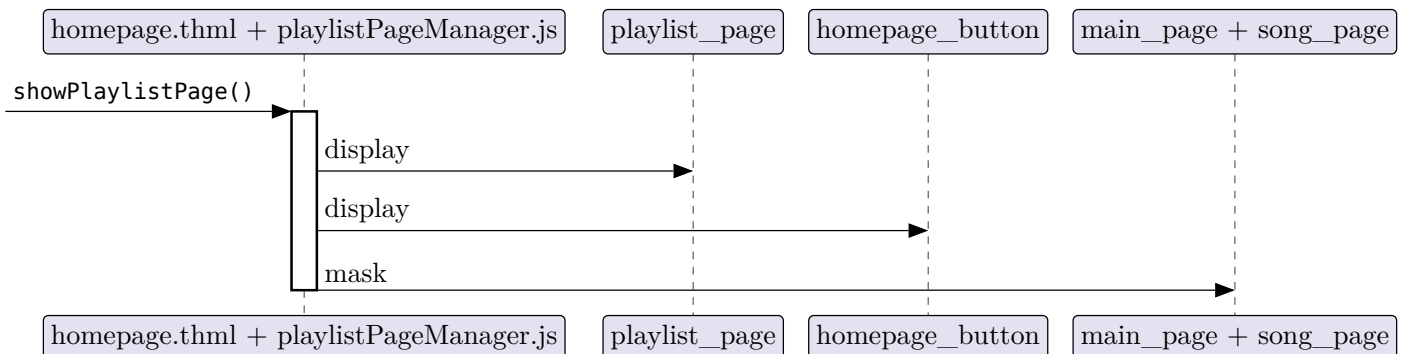 homepage.thml + playlistPageManager.js playlist_page homepage_button main_page + song_page
showPlaylistPage()
display
display
mask
homepage.thml + playlistPageManager.js playlist_page homepage_button main_page + song_page